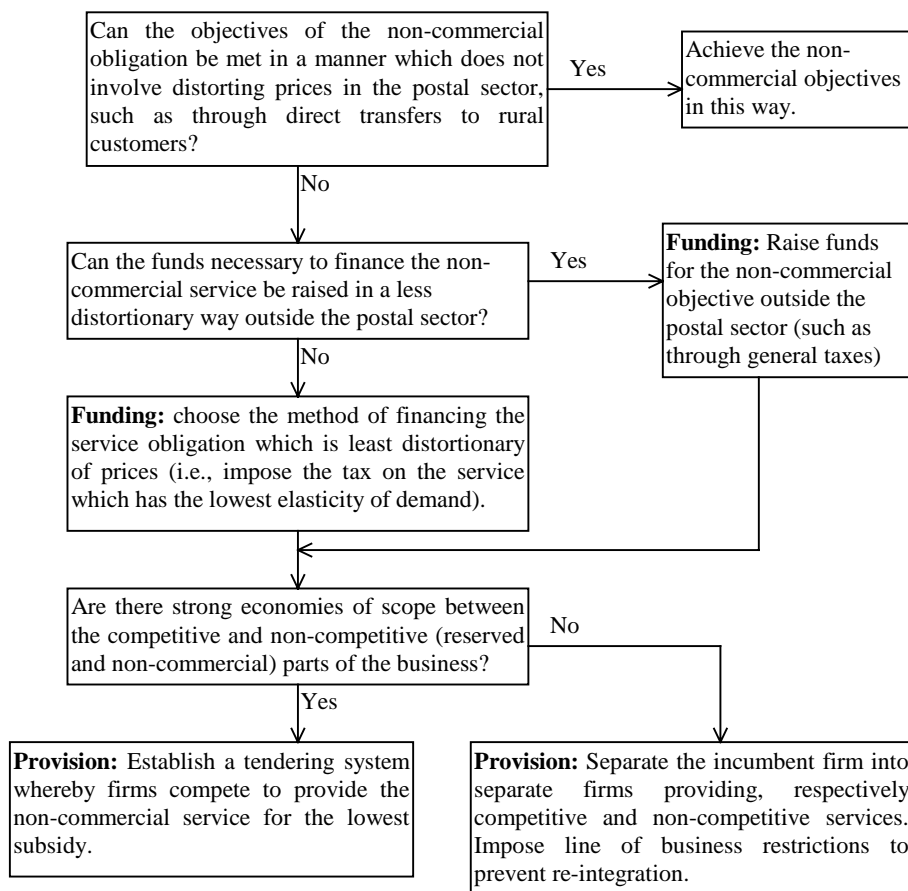 Can the objectives of the non-commercial
obligation be met in a manner which does not
involve distorting prices in the postal sector,
such as through direct transfers to rural
customers?
Yes
Achieve the non-
commercial objectives
in this way.
No
Can the funds necessary to finance the non-
commercial service be raised in a less
distortionary way outside the postal sector?
Yes
Funding: Raise funds
for the non-commercial
objective outside the
postal sector (such as
through general taxes)
No
Funding: choose the method of financing the
service obligation which is least distortionary
of prices (i.e., impose the tax on the service
which has the lowest elasticity of demand).
Are there strong economies of scope between
the competitive and non-competitive (reserved
and non-commercial) parts of the business?
No
Yes
Provision: Establish a tendering system
whereby firms compete to provide the
non-commercial service for the lowest
subsidy.
Provision: Separate the incumbent firm into
separate firms providing, respectively
competitive and non-competitive services.
Impose line of business restrictions to
prevent re-integration.